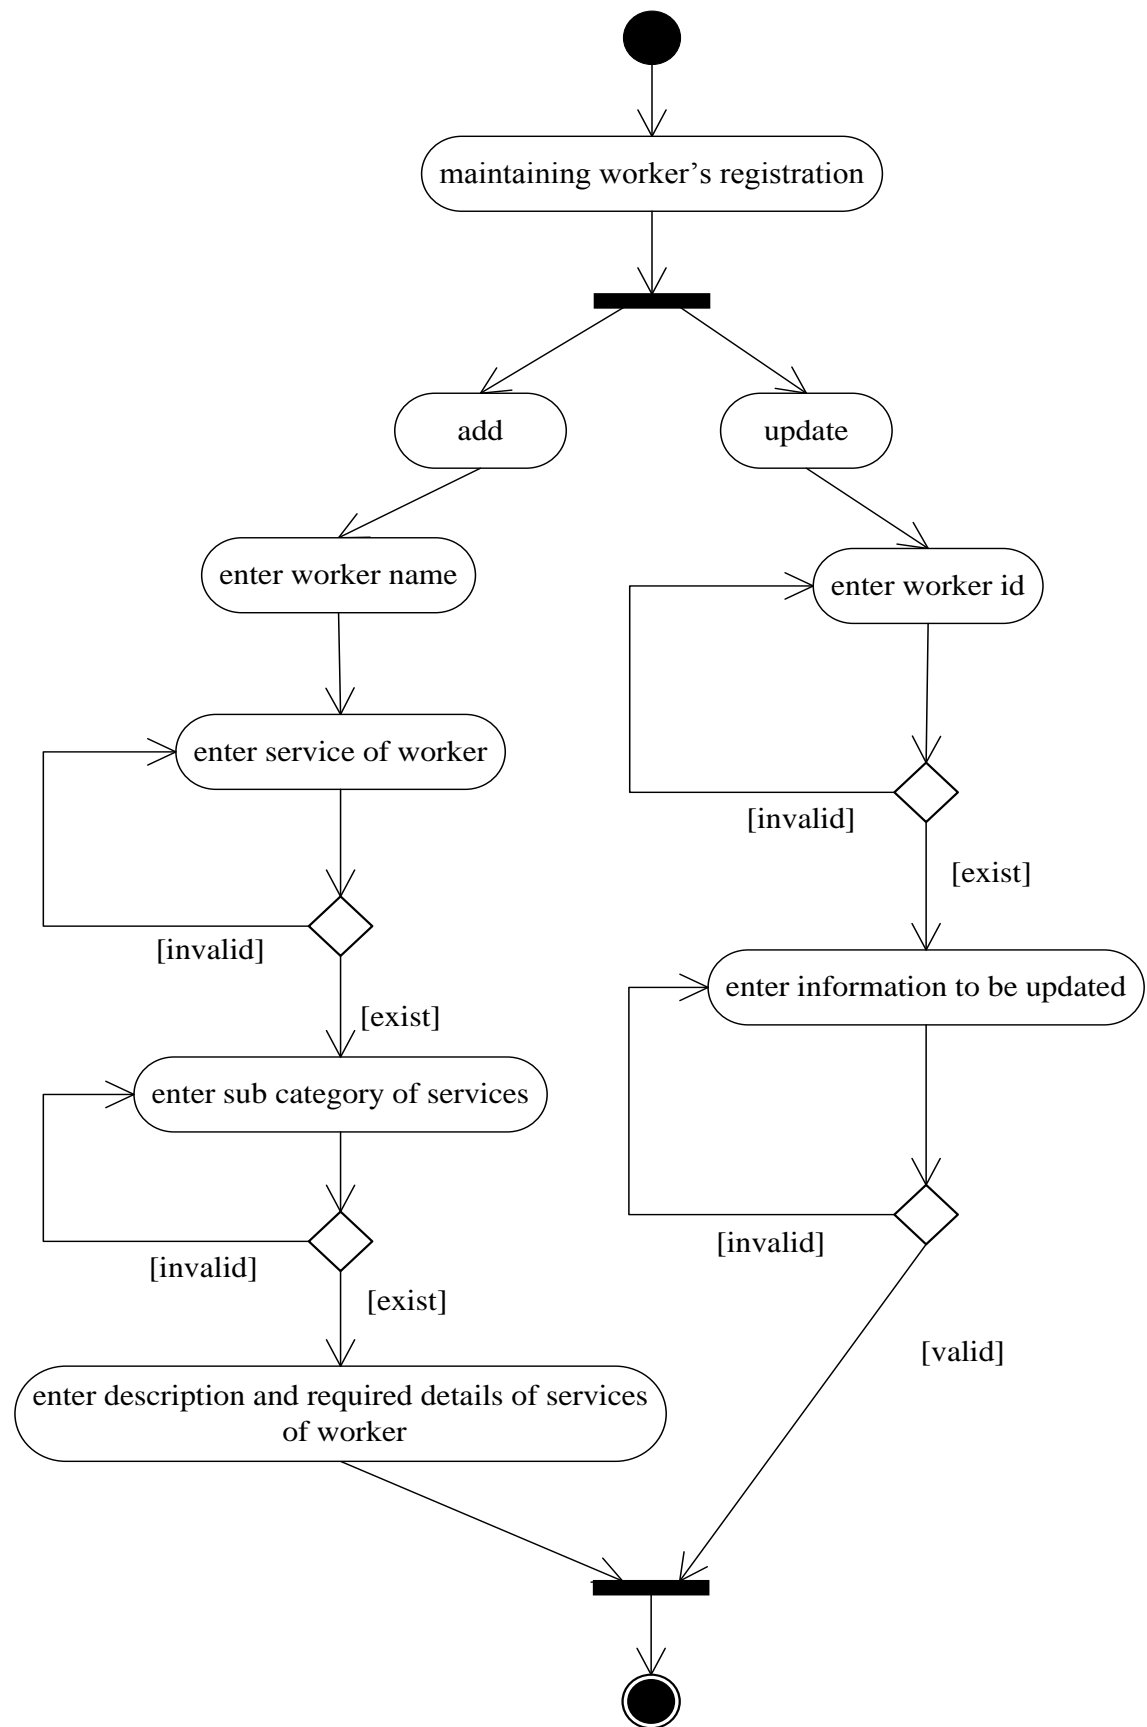 maintaining worker’s registration
add
update
enter worker name
enter worker id
enter service of worker
[invalid]
[exist]
[invalid]
enter information to be updated
[exist]
enter sub category of services
[invalid]
[invalid]
[exist]
[valid]
enter description and required details of services
of worker